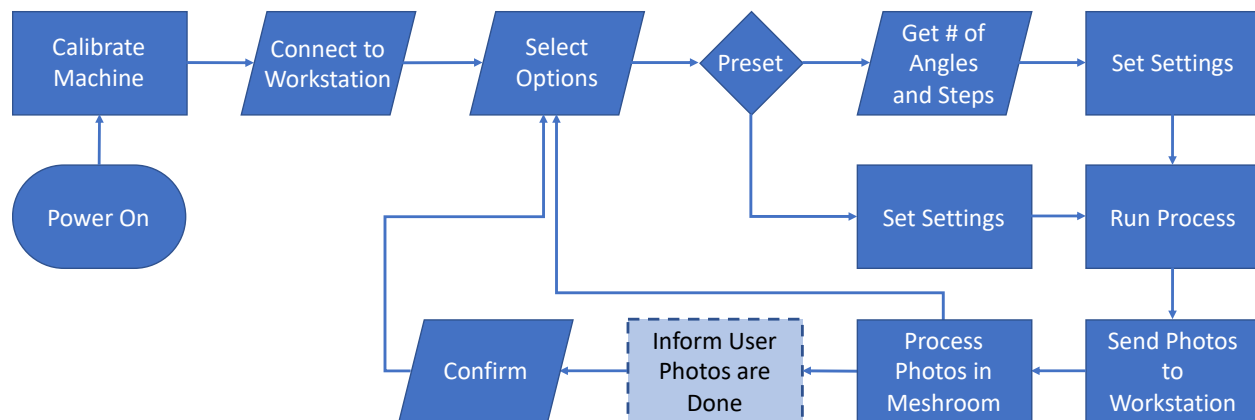 Calibrate
Machine
Connect to
Workstation
Select
Options
Preset
Get # of
Angles
and Steps
Set Settings
Power On
Set Settings
Run Process
Confirm
Inform User
Photos are
Done
Process
Photos in
Meshroom
Send Photos
to
Workstation